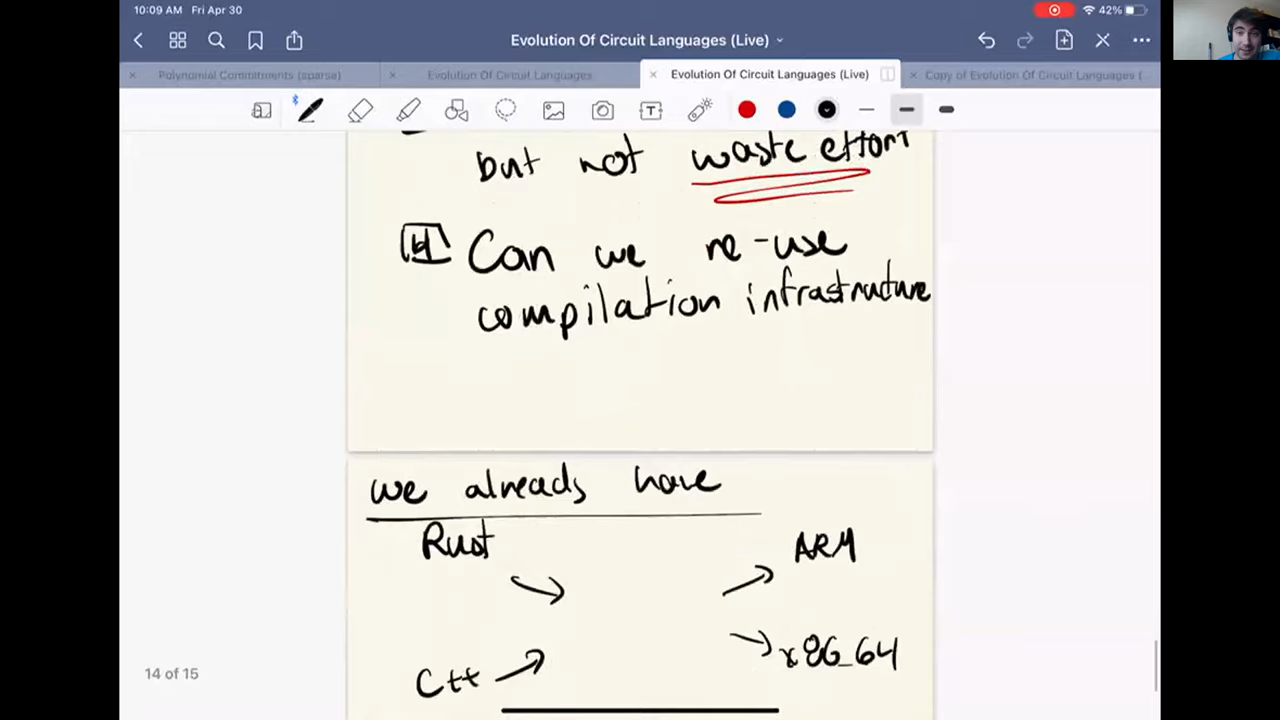 10:09 AM Fri Apr 30
42%
Evolution Of Circuit Languages (Live)
Polynomial Commitments (sparse)
Evolution Of Circuit Languages
Evolution Of Circuit Languages (Live)
Copy of Evolution Of Circuit Languages (...
T
but not waste effort
Can we re-use
compilation infrastructure
we already have
Rust
ARM
C++
x86_64
14 of 15